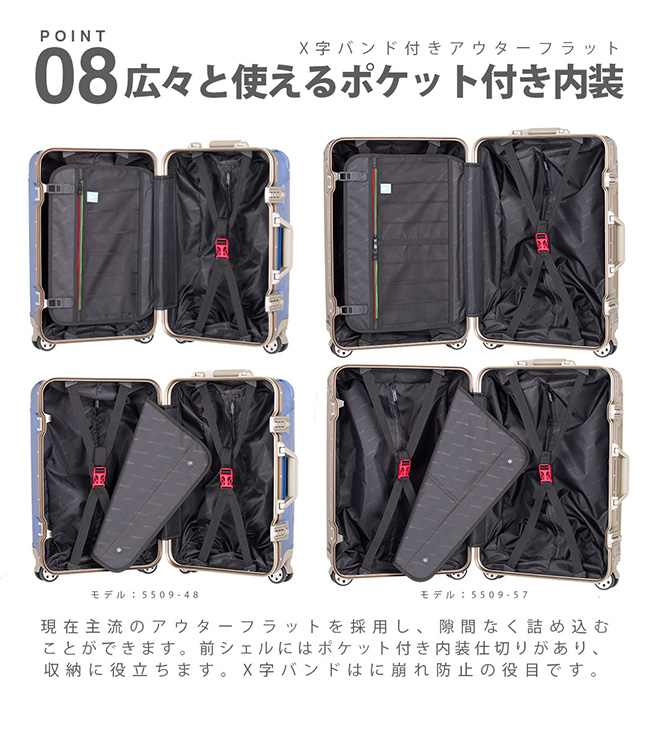 POINT
X字バンド付きアウターフラット
08広々と使えるポケット付き内装
モデル：5509-48
モデル：5509-57
現在主流のアウターフラットを採用し、隙間なく詰め込む
ことができます。前シェルにはポケット付き内装仕切りがあり、
収納に役立ちます。X字バンドはに崩れ防止の役目です。